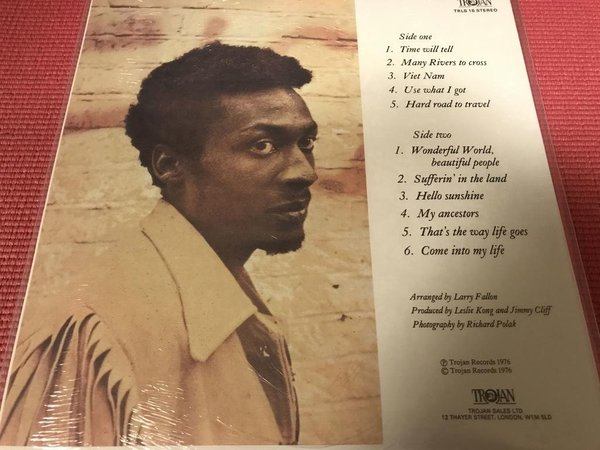 TROJAN
TRLS 16 STEREO
Side one
1. Time will tell
2. Many Rivers to cross
3. Viet Nam
4. Use what I got
5. Hard road to travel
Side two
1. Wonderful World,
beautiful people
2. Sufferin' in the land
3. Hello sunshine
4. My ancestors
5. That's the way life goes
6. Come into my life
Arranged by Larry Fallon
Produced by Leslie Kong and Jimmy Cliff
Photography by Richard Polak
Ⓟ Trojan Records 1976
© Trojan Records 1976
TROJAN
TROJAN SALES LTD
12 THAYER STREET, LONDON, W1M 5LD